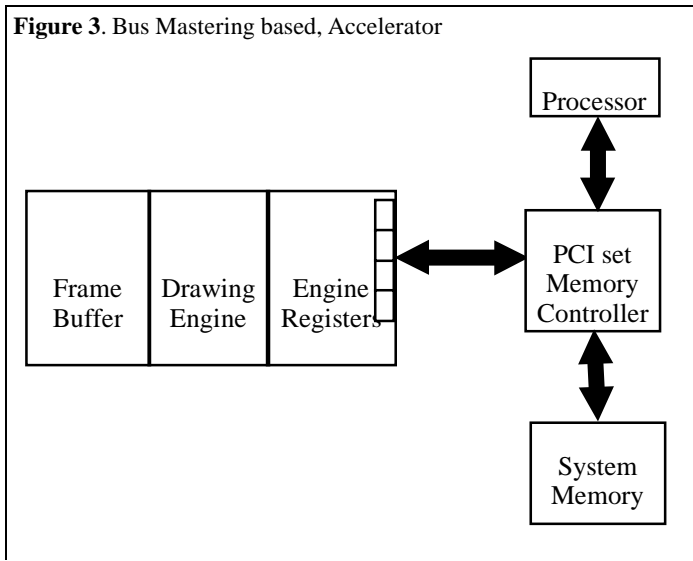 Figure 3. Bus Mastering based, Accelerator
Processor
Frame
Buffer
Drawing
Engine
Engine
Registers
PCI set
Memory
Controller
System
Memory